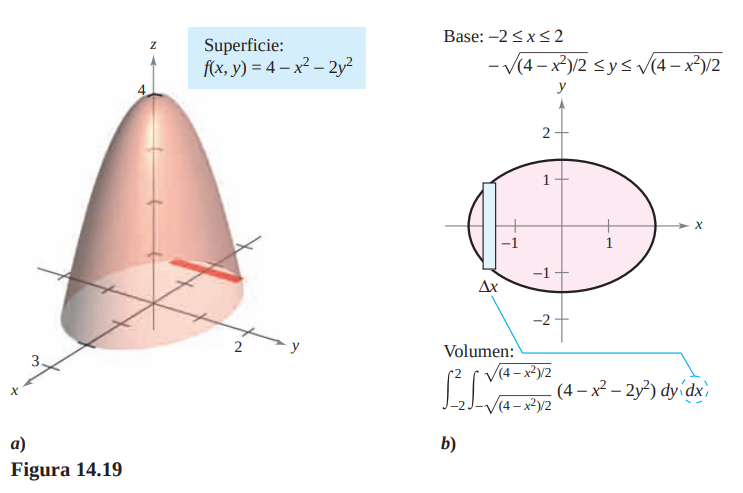 Superficie:
f(x, y) = 4 – x² – 2y²
z
4
3
x
2
y
a)
Base: –2 ≤ x ≤ 2
–√(4 – x²)/2 ≤ y ≤ √(4 – x²)/2
y
2
1
–1
1
x
–1
Δx
–2
Volumen:
∫₋₂² ∫_{–√(4 – x²)/2}^{√(4 – x²)/2} (4 – x² – 2y²) dy dx
b)
Figura 14.19